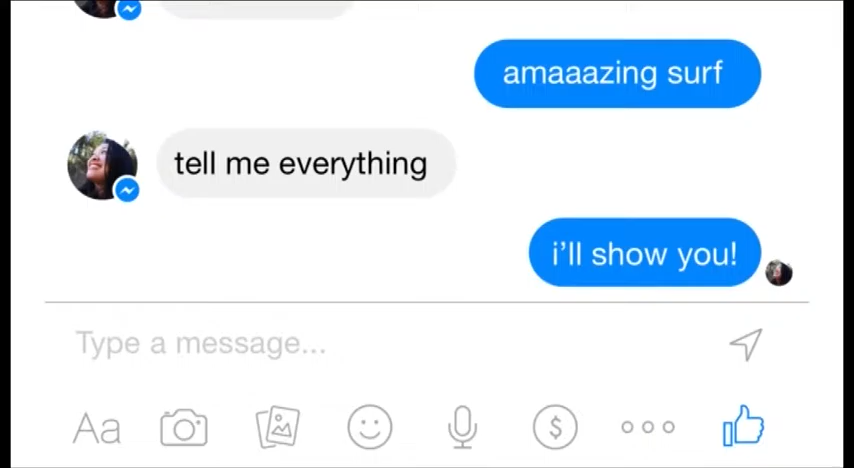 amaaazing surf
tell me everything
i'll show you!
Type a message...
Aa
$